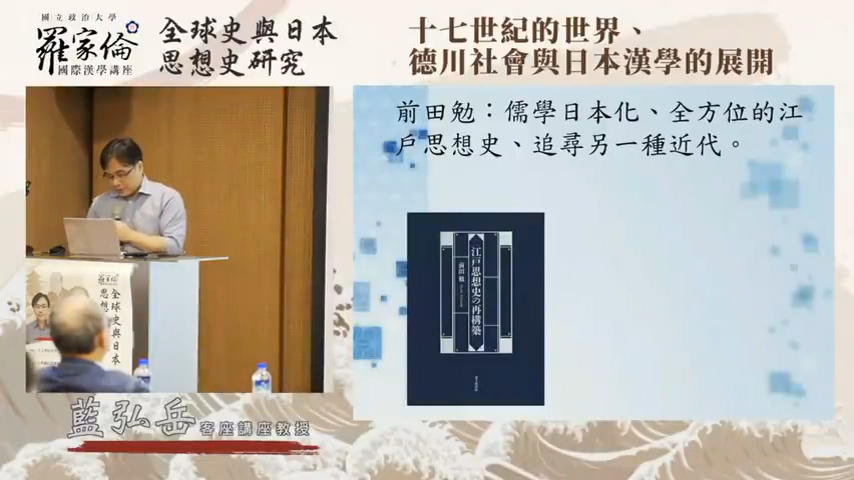 國立政治大學
羅家倫
國際漢學講座
全球史與日本
思想史研究
十七世紀的世界、
德川社會與日本漢學的展開
前田勉：儒學日本化、全方位的江
戶思想史、追尋另一種近代。
江戸思想史の再構築
前田勉
羅家倫
全球史與日本
思想
藍弘岳 客座講座教授